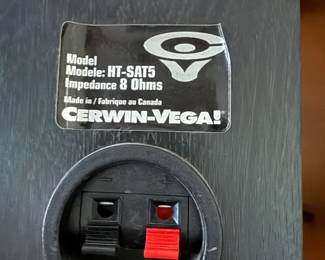 Model
Modele: HT-SAT5
Impedance 8 Ohms
Made in / Fabrique au Canada
CERWIN-VEGA!
- +